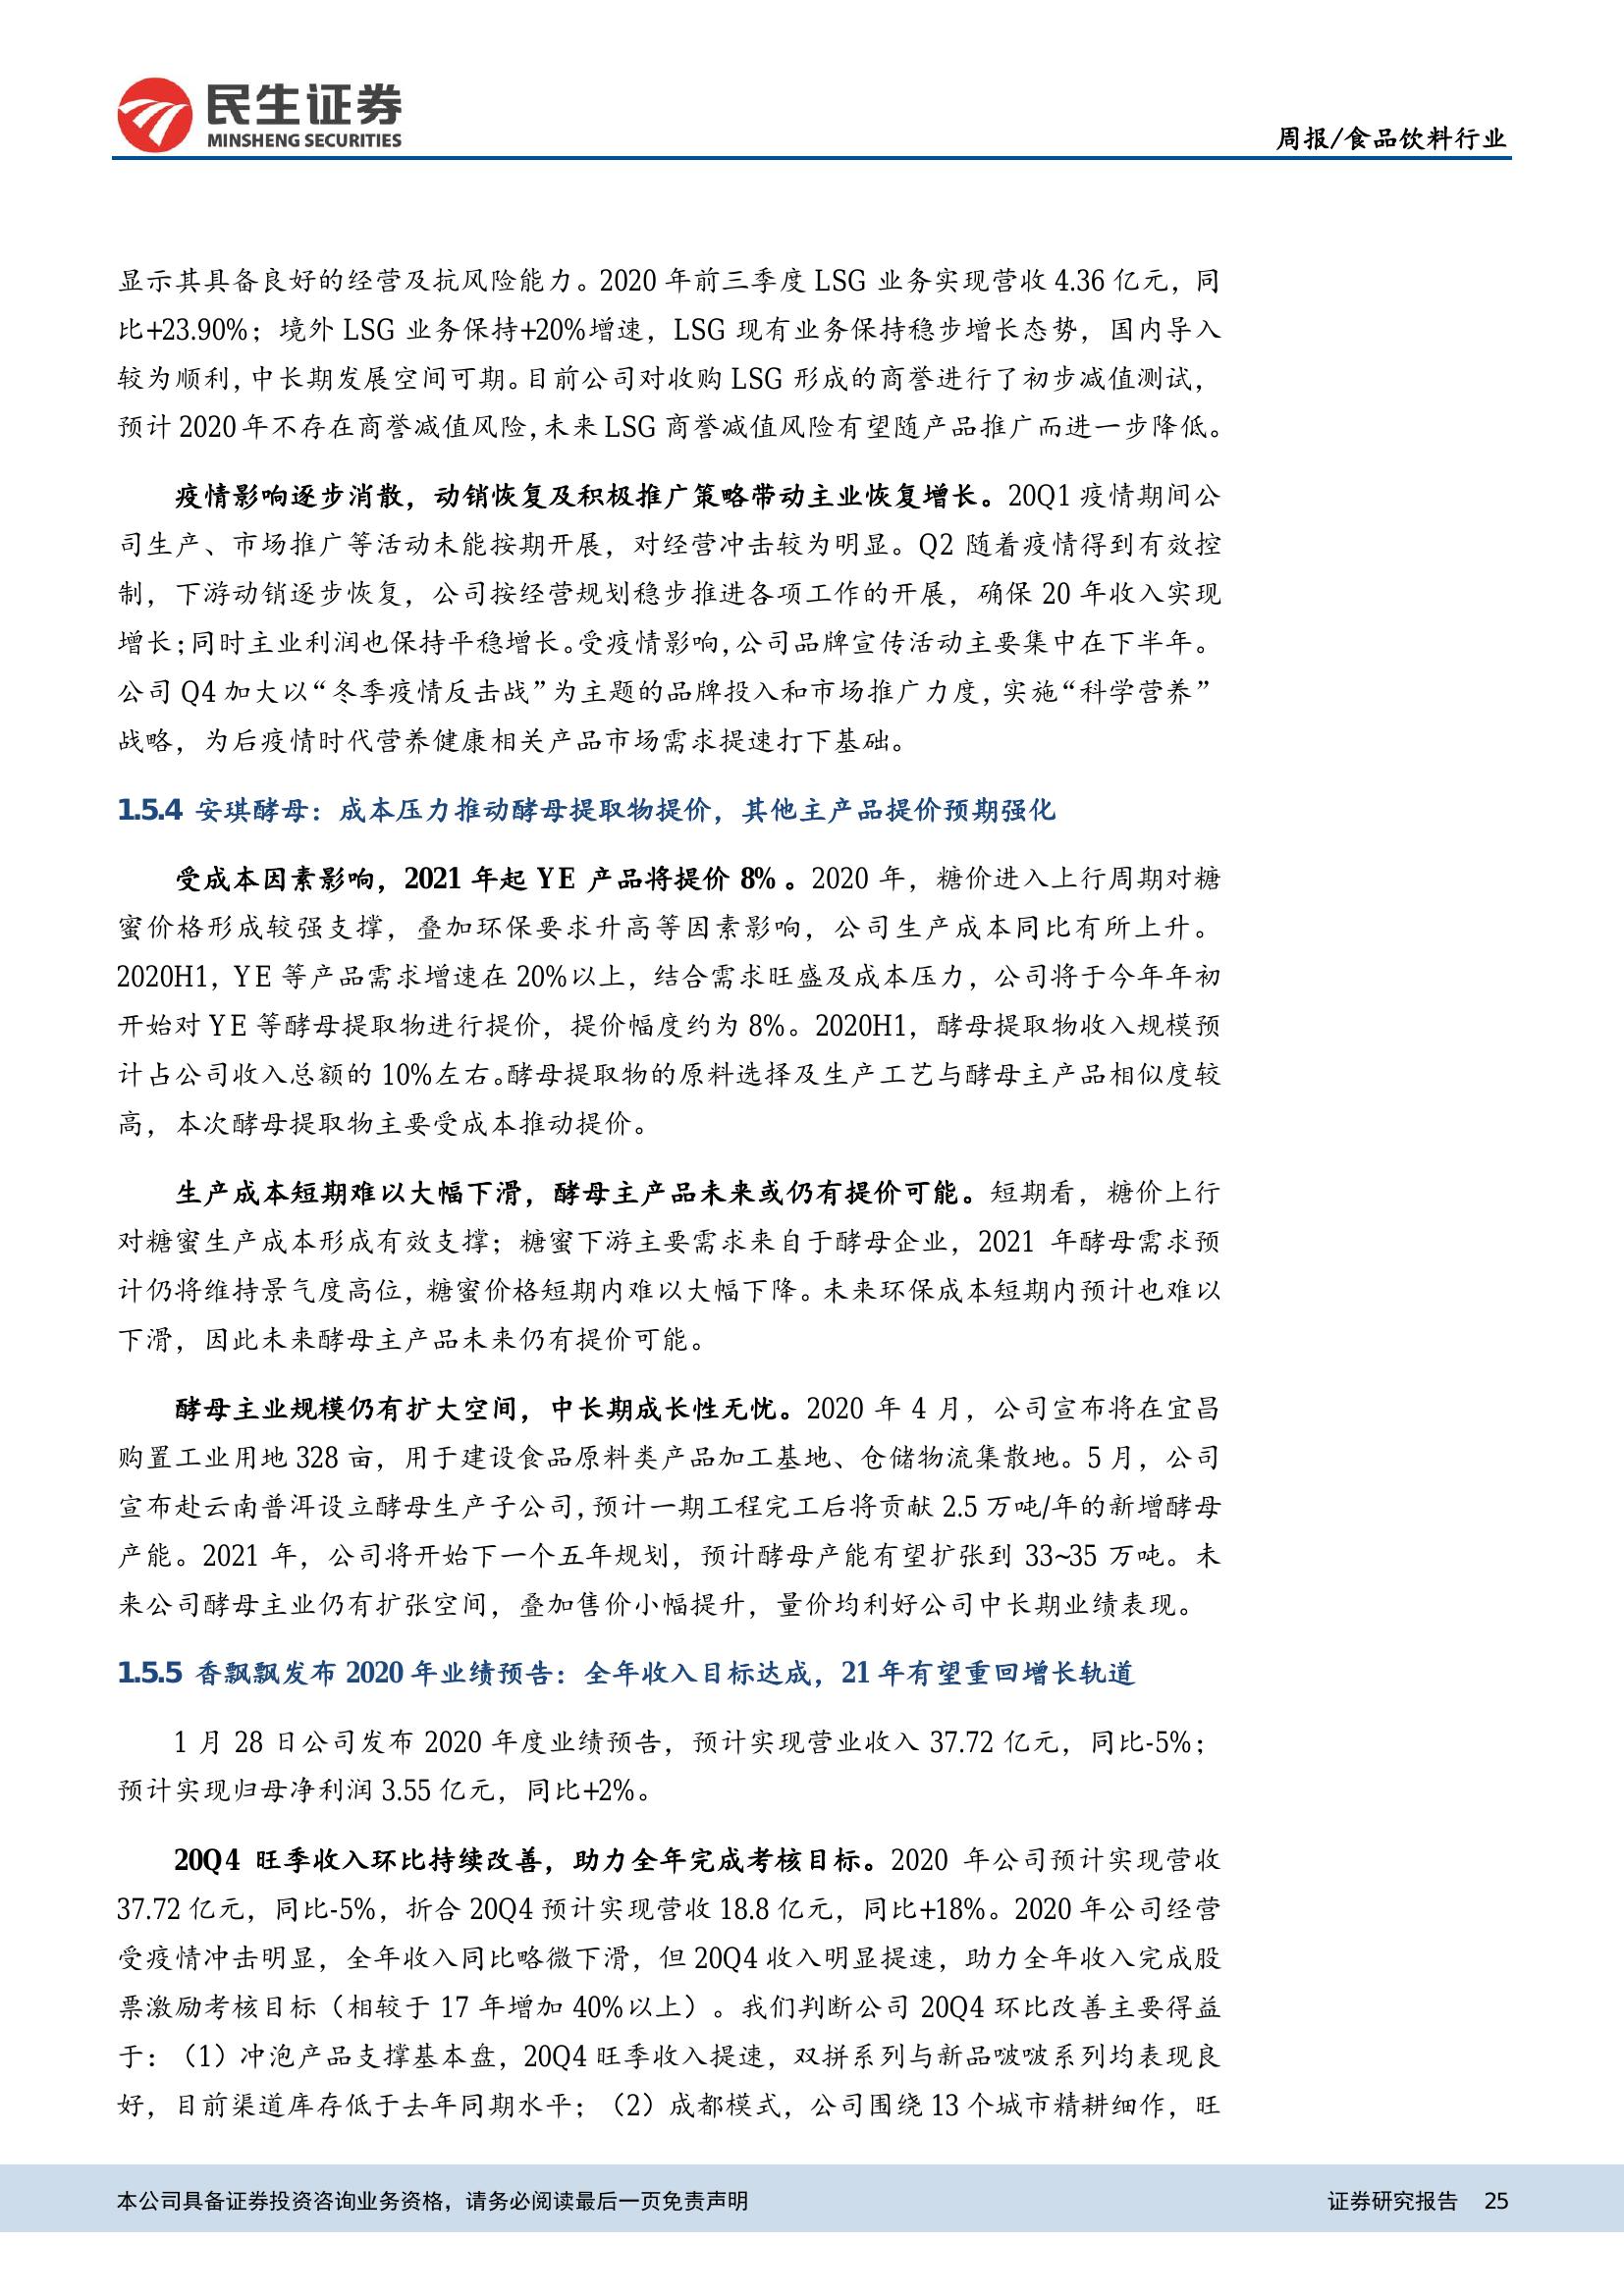 民生证券
MINSHENG SECURITIES
周报/食品饮料行业
显示其具备良好的经营及抗风险能力。2020 年前三季度 LSG 业务实现营收 4.36 亿元，同
比+23.90%；境外 LSG 业务保持+20%增速，LSG 现有业务保持稳步增长态势，国内导入
较为顺利，中长期发展空间可期。目前公司对收购 LSG 形成的商誉进行了初步减值测试，
预计 2020 年不存在商誉减值风险，未来 LSG 商誉减值风险有望随产品推广而进一步降低。
疫情影响逐步消散，动销恢复及积极推广策略带动主业恢复增长。20Q1 疫情期间公
司生产、市场推广等活动未能按期开展，对经营冲击较为明显。Q2 随着疫情得到有效控
制，下游动销逐步恢复，公司按经营规划稳步推进各项工作的开展，确保 20 年收入实现
增长；同时主业利润也保持平稳增长。受疫情影响，公司品牌宣传活动主要集中在下半年。
公司 Q4 加大以“冬季疫情反击战”为主题的品牌投入和市场推广力度，实施“科学营养”
战略，为后疫情时代营养健康相关产品市场需求提速打下基础。
1.5.4 安琪酵母：成本压力推动酵母提取物提价，其他主产品提价预期强化
受成本因素影响，2021 年起 YE 产品将提价 8%。2020 年，糖价进入上行周期对糖
蜜价格形成较强支撑，叠加环保要求升高等因素影响，公司生产成本同比有所上升。
2020H1，YE 等产品需求增速在 20%以上，结合需求旺盛及成本压力，公司将于今年年初
开始对 YE 等酵母提取物进行提价，提价幅度约为 8%。2020H1，酵母提取物收入规模预
计占公司收入总额的 10%左右。酵母提取物的原料选择及生产工艺与酵母主产品相似度较
高，本次酵母提取物主要受成本推动提价。
生产成本短期难以大幅下滑，酵母主产品未来或仍有提价可能。短期看，糖价上行
对糖蜜生产成本形成有效支撑；糖蜜下游主要需求来自于酵母企业，2021 年酵母需求预
计仍将维持景气度高位，糖蜜价格短期内难以大幅下降。未来环保成本短期内预计也难以
下滑，因此未来酵母主产品未来仍有提价可能。
酵母主业规模仍有扩大空间，中长期成长性无忧。2020 年 4 月，公司宣布将在宜昌
购置工业用地 328 亩，用于建设食品原料类产品加工基地、仓储物流集散地。5 月，公司
宣布赴云南普洱设立酵母生产子公司，预计一期工程完工后将贡献 2.5 万吨/年的新增酵母
产能。2021 年，公司将开始下一个五年规划，预计酵母产能有望扩张到 33~35 万吨。未
来公司酵母主业仍有扩张空间，叠加售价小幅提升，量价均利好公司中长期业绩表现。
1.5.5 香飘飘发布 2020 年业绩预告：全年收入目标达成，21 年有望重回增长轨道
1 月 28 日公司发布 2020 年度业绩预告，预计实现营业收入 37.72 亿元，同比-5%；
预计实现归母净利润 3.55 亿元，同比+2%。
20Q4 旺季收入环比持续改善，助力全年完成考核目标。2020 年公司预计实现营收
37.72 亿元，同比-5%，折合 20Q4 预计实现营收 18.8 亿元，同比+18%。2020 年公司经营
受疫情冲击明显，全年收入同比略微下滑，但 20Q4 收入明显提速，助力全年收入完成股
票激励考核目标（相较于 17 年增加 40%以上）。我们判断公司 20Q4 环比改善主要得益
于：（1）冲泡产品支撑基本盘，20Q4 旺季收入提速，双拼系列与新品啵啵系列均表现良
好，目前渠道库存低于去年同期水平；（2）成都模式，公司围绕 13 个城市精耕细作，旺
本公司具备证券投资咨询业务资格，请务必阅读最后一页免责声明
证券研究报告 25